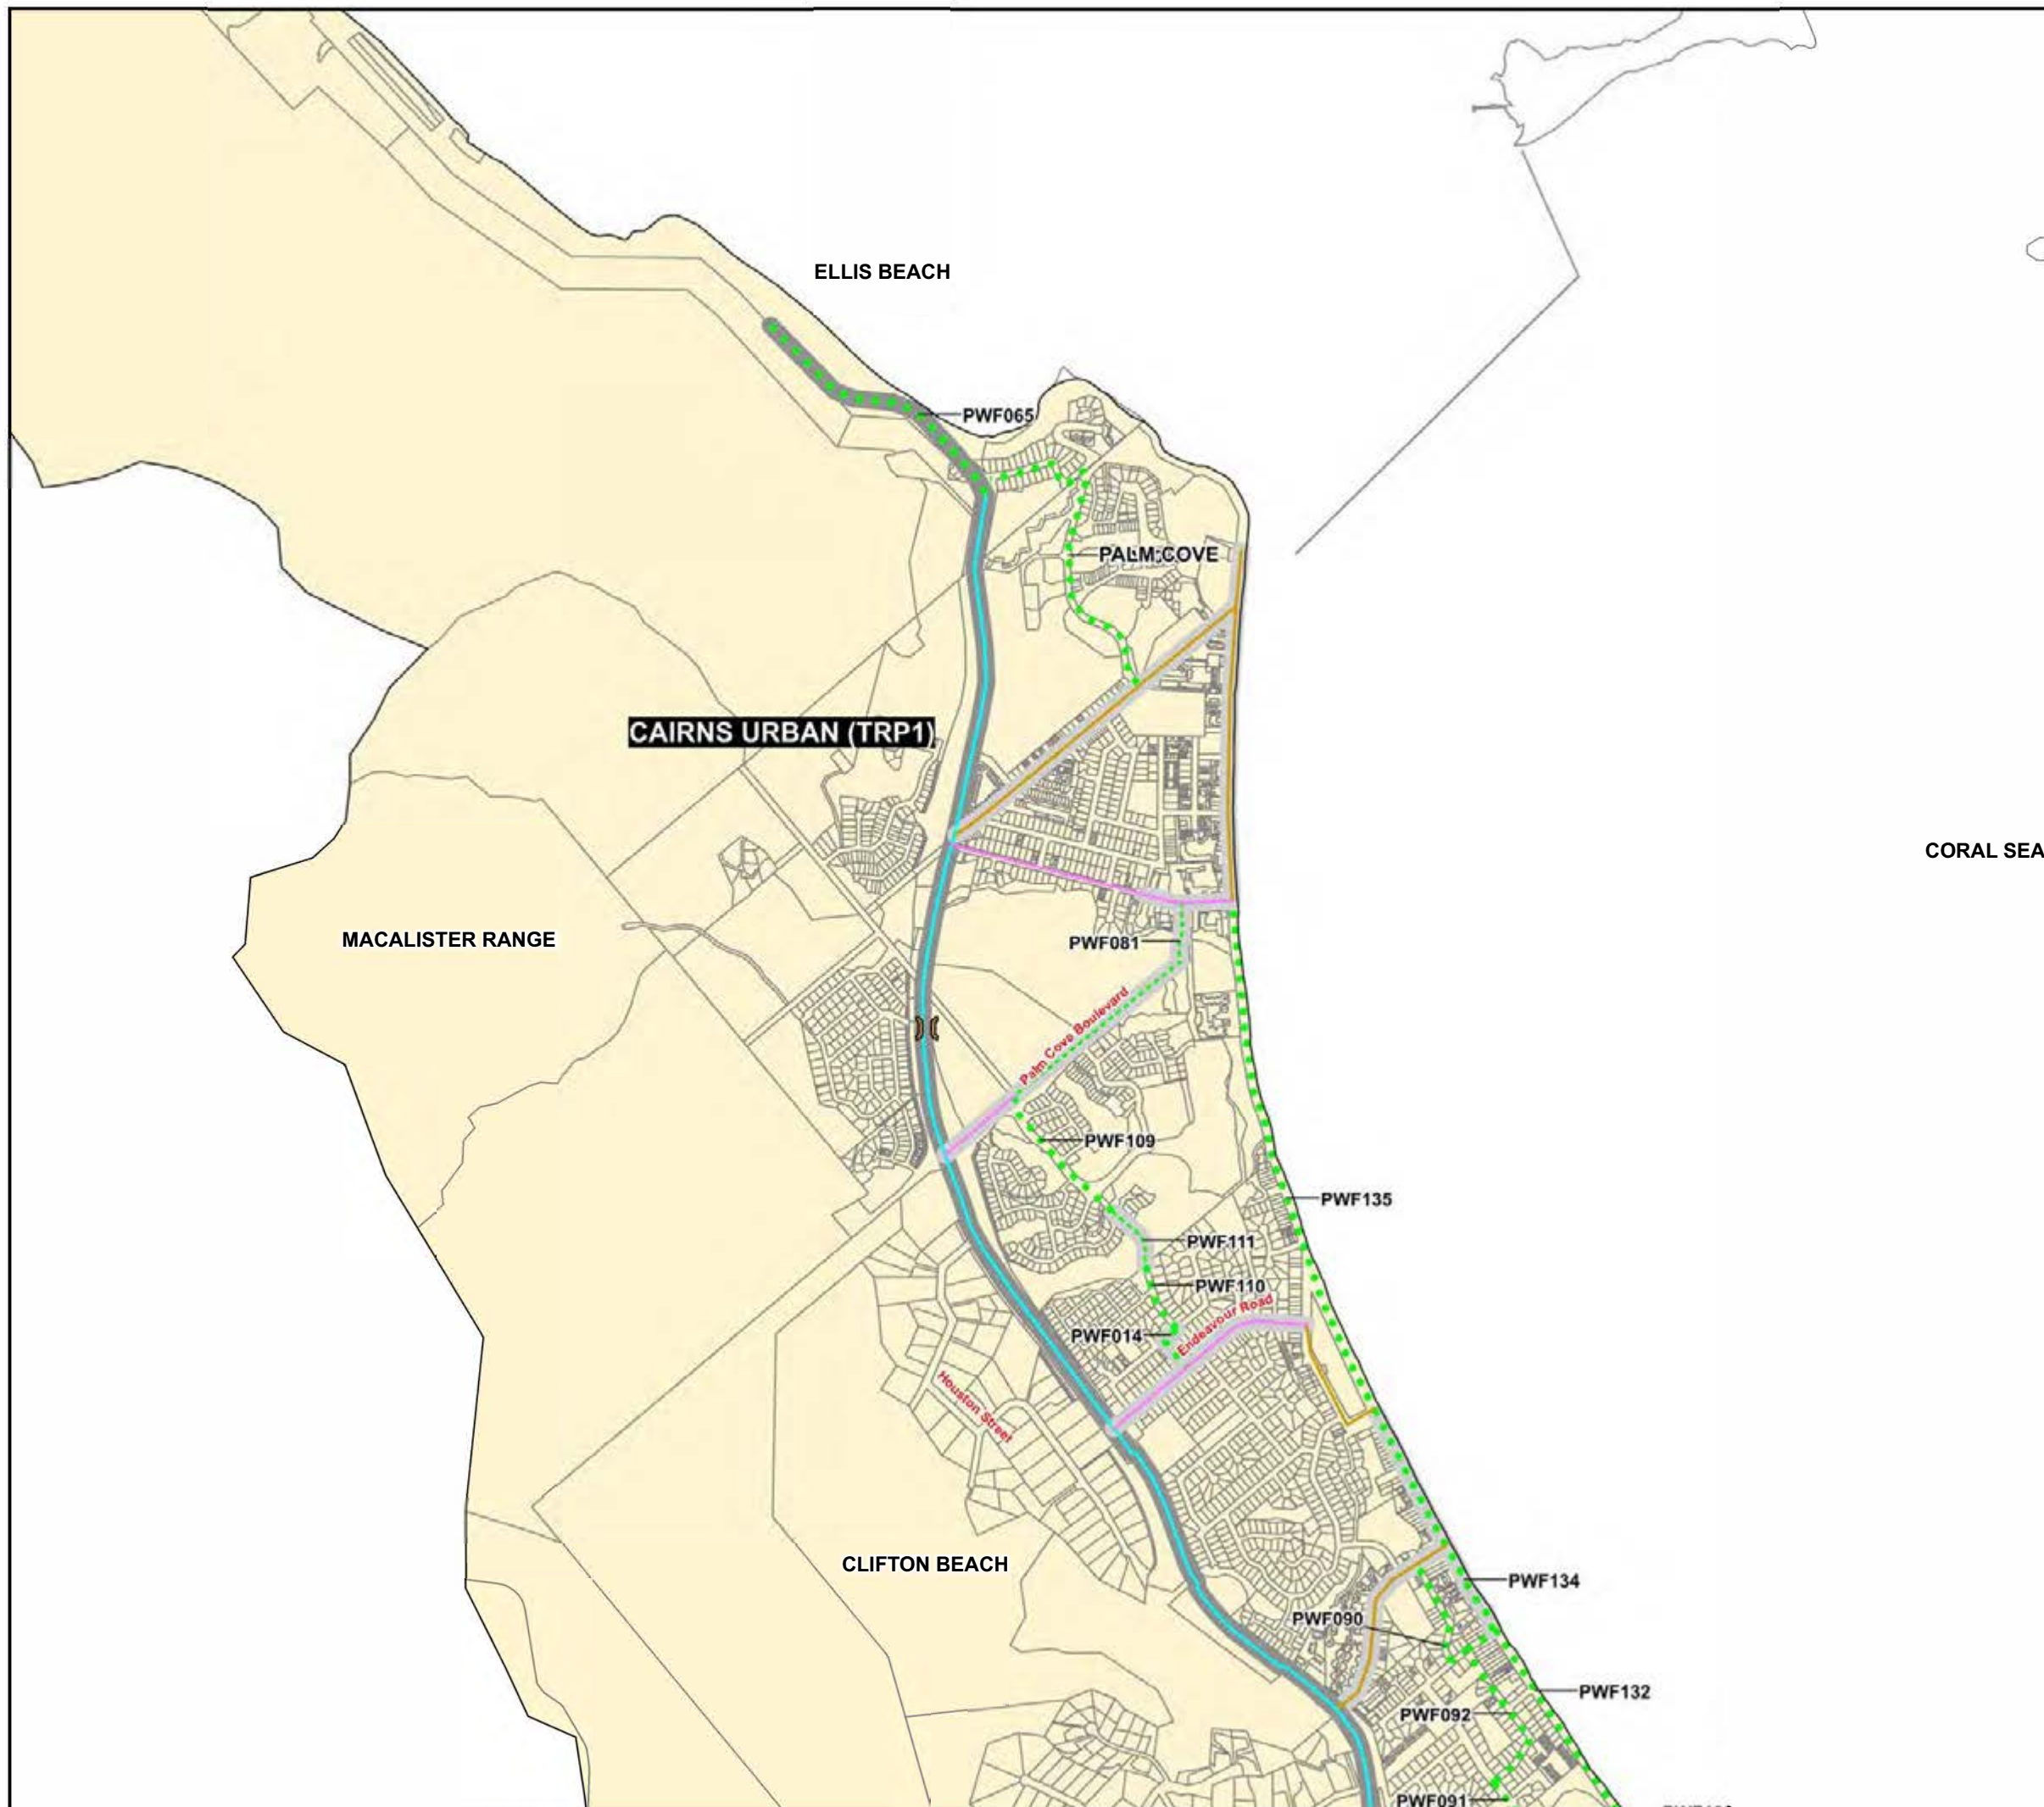 ELLIS BEACH
PWF065
PALM COVE
CAIRNS URBAN (TRP1)
CORAL SEA
MACALISTER RANGE
PWF081
Palm Cove Boulevard
PWF109
PWF135
PWF111
PWF110
Endeavour Road
PWF014
Houston Street
CLIFTON BEACH
PWF134
PWF090
PWF132
PWF092
PWF091